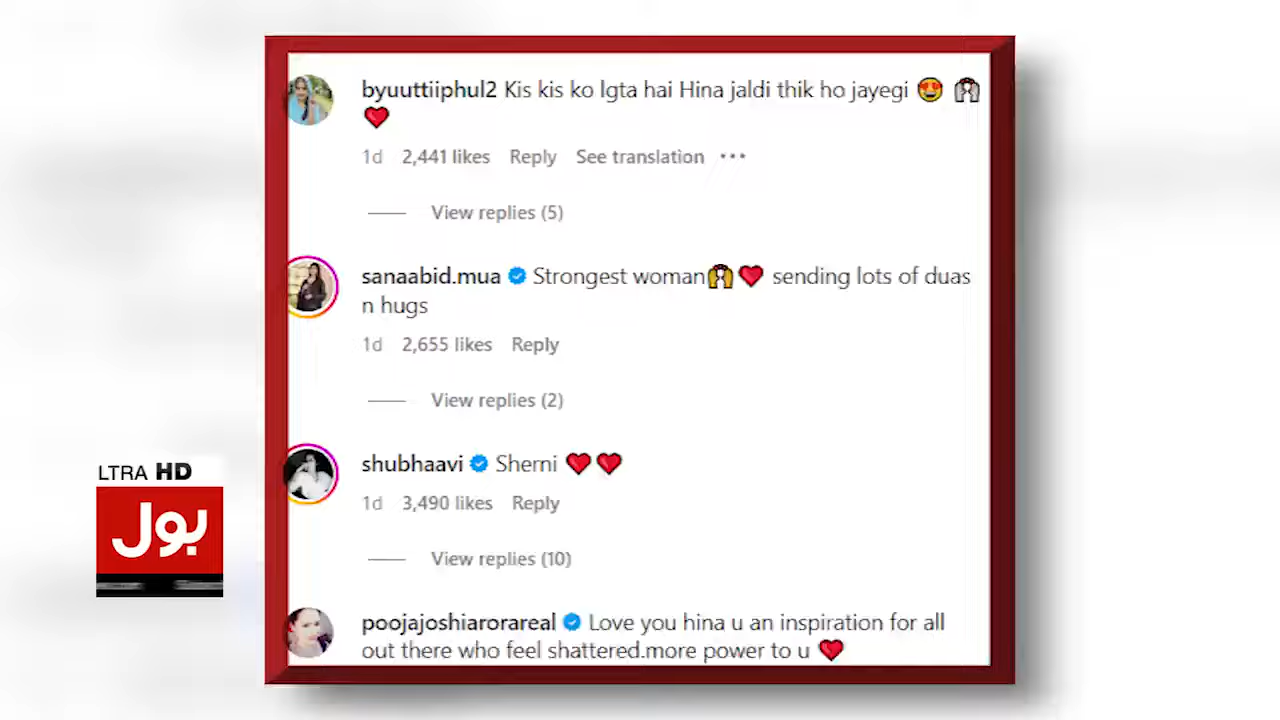 byuuttiiphul2 Kis kis ko lgta hai Hina jaldi thik ho jayegi 😍 🫶
❤️
1d 2,441 likes Reply See translation •••
View replies (5)
sanaabid.mua Strongest woman🫶❤️ sending lots of duas
n hugs
1d 2,655 likes Reply
View replies (2)
shubhaavi Sherni ❤️❤️
1d 3,490 likes Reply
View replies (10)
poojajoshiarorareal Love you hina u an inspiration for all
out there who feel shattered.more power to u ❤️
LTRA HD
بول